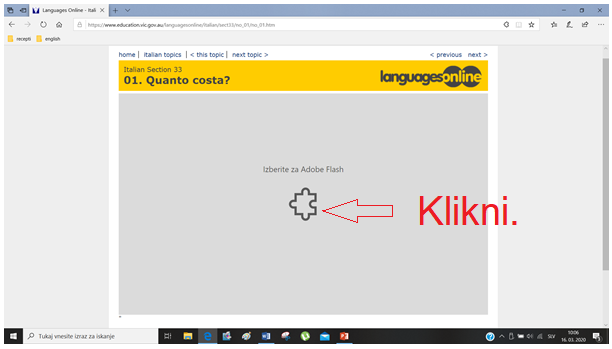 Languages Online - Itali
https://www.education.vic.gov.au/languagesonline/italian/sect33/no_01/no_01.htm
recepti
english
home | italian topics | < this topic | next topic >
< previous next >
Italian Section 33
01. Quanto costa?
languagesonline
Izberite za Adobe Flash
Klikni.
Tukaj vnesite izraz za iskanje
SLV
10:06
16. 03. 2020